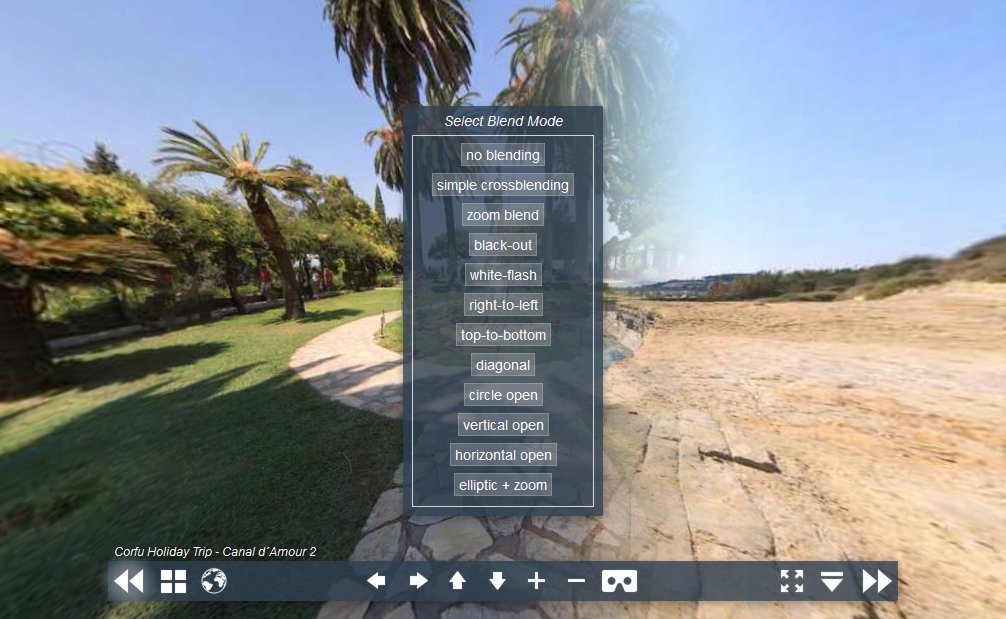 Select Blend Mode
no blending
simple crossblending
zoom blend
black-out
white-flash
right-to-left
top-to-bottom
diagonal
circle open
vertical open
horizontal open
elliptic + zoom
Corfu Holiday Trip - Canal d´Amour 2